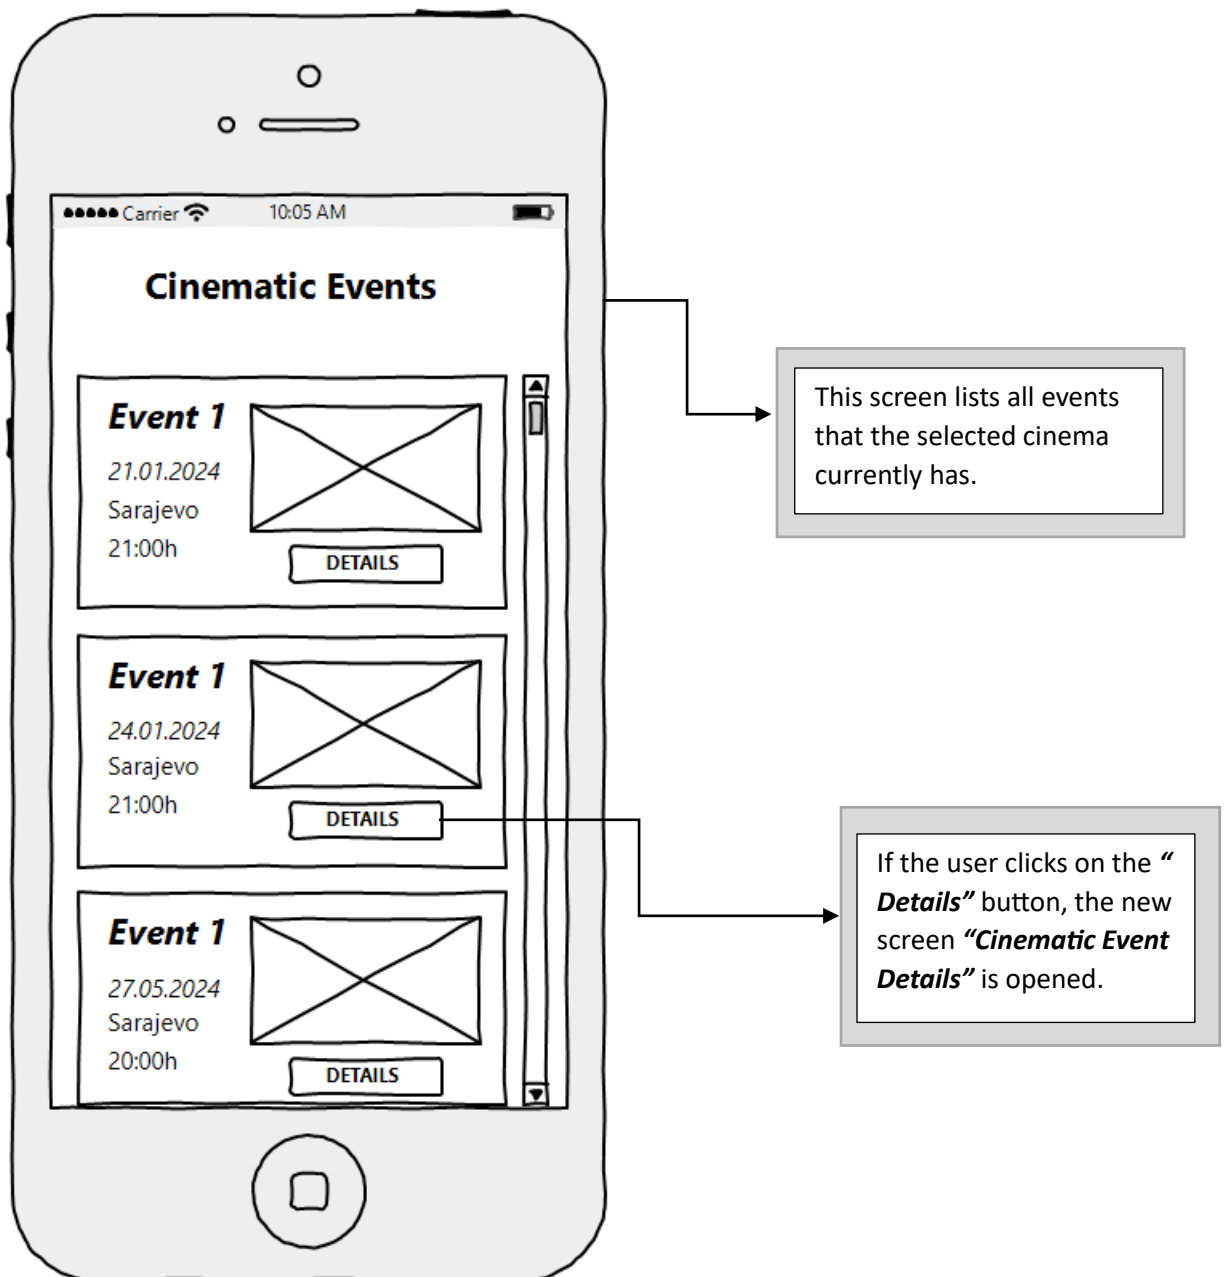 Carrier 10:05 AM
Cinematic Events
Event 1
21.01.2024
Sarajevo
21:00h
DETAILS
Event 1
24.01.2024
Sarajevo
21:00h
DETAILS
Event 1
27.05.2024
Sarajevo
20:00h
DETAILS
This screen lists all events
that the selected cinema
currently has.
If the user clicks on the “
Details” button, the new
screen “Cinematic Event
Details” is opened.